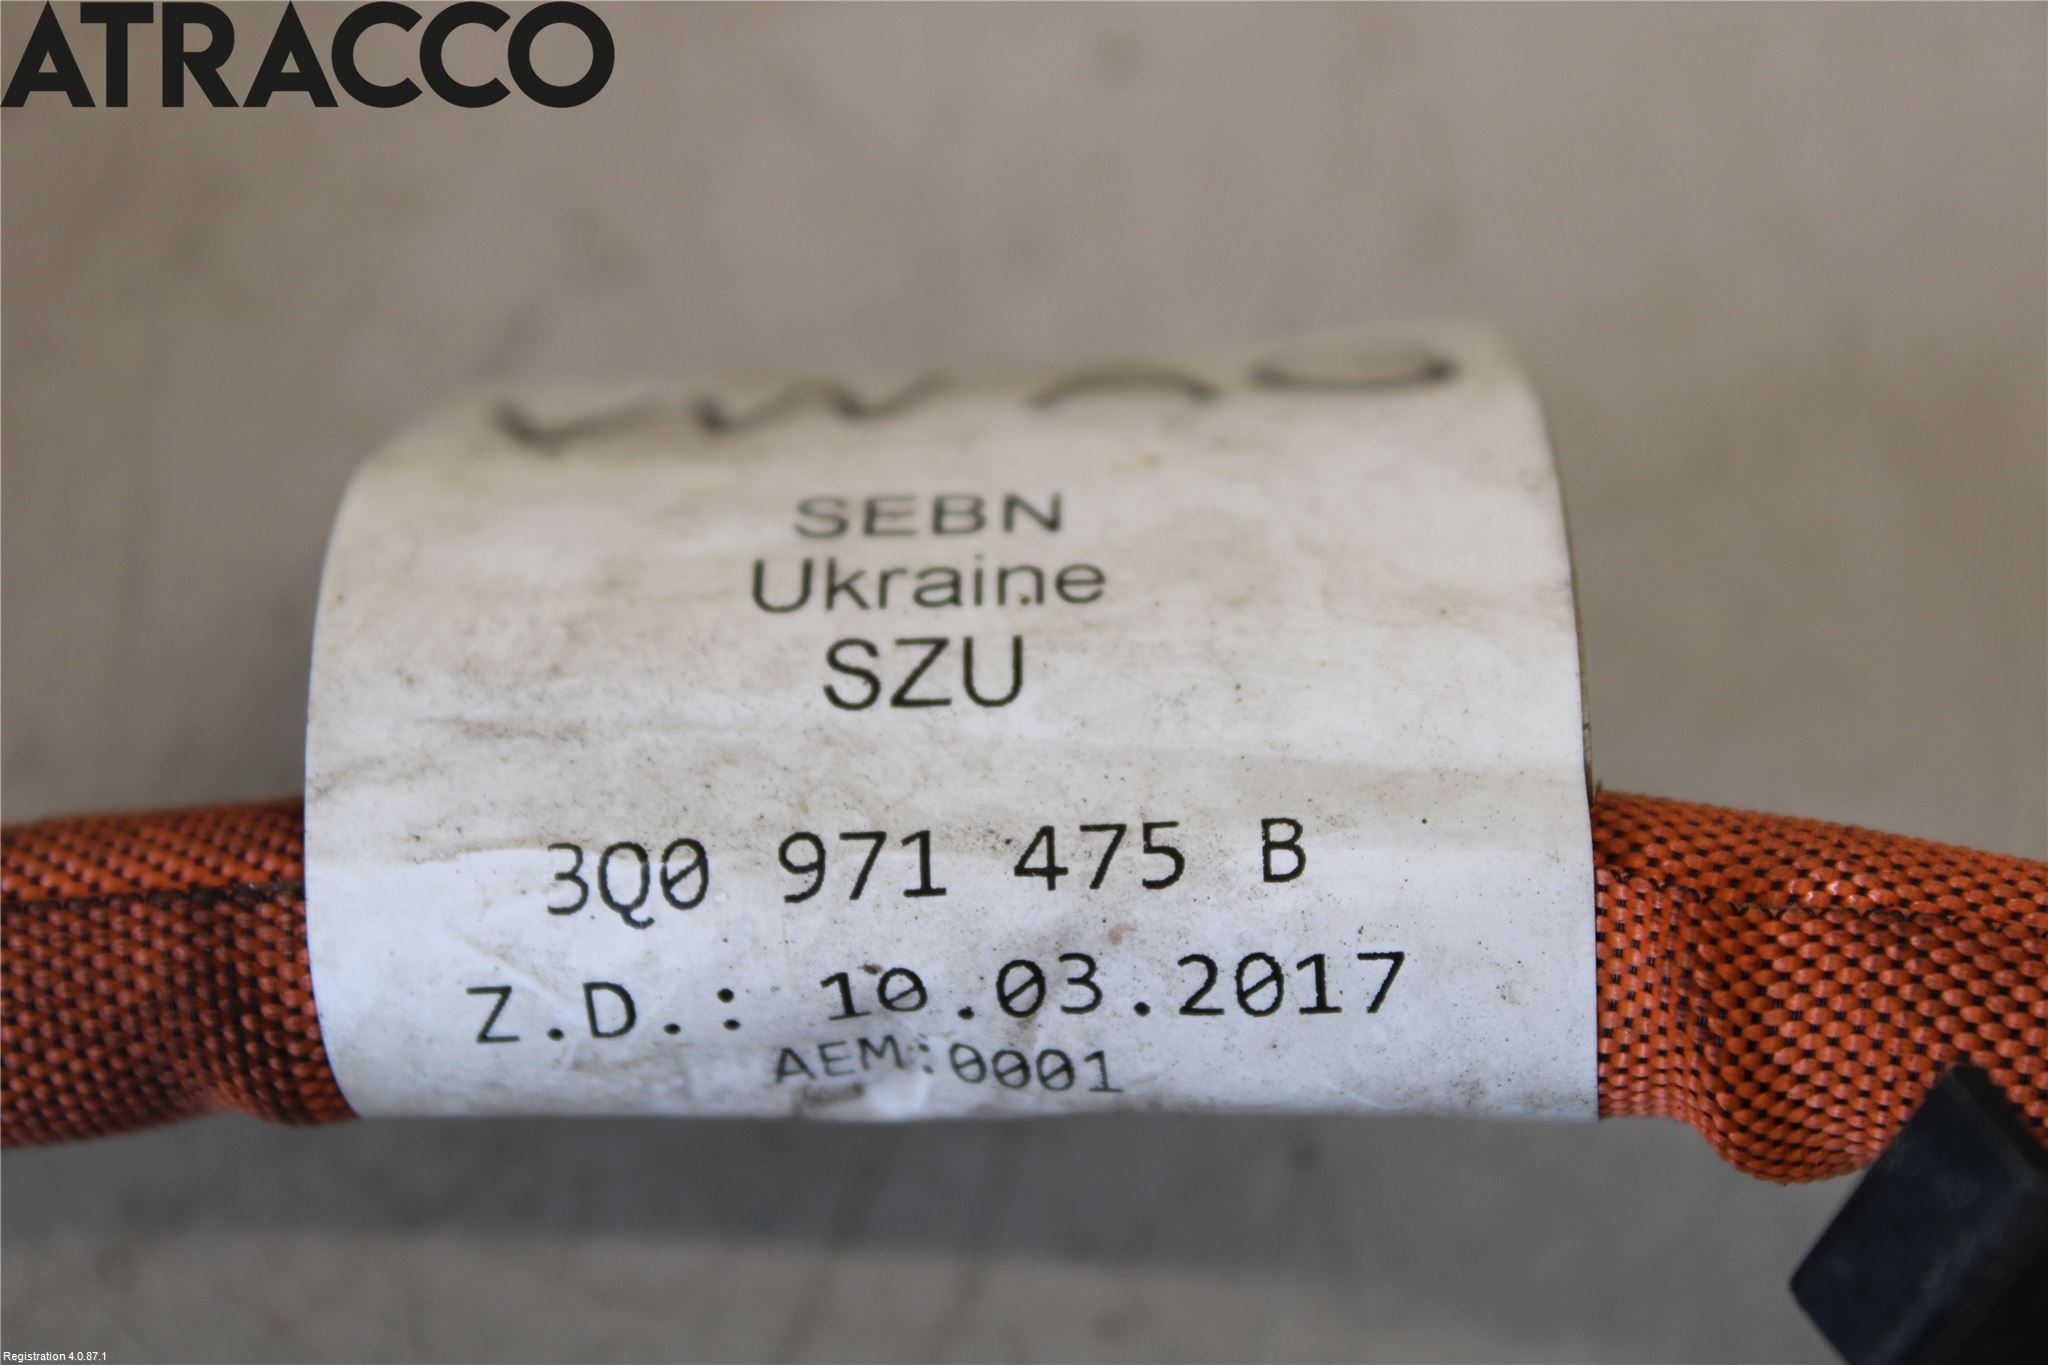 ATRACCO
SEBN
Ukraine
SZU
3Q0 971 475 B
Z.D.: 10.03.2017
AEM:0001
Registration 4.0.87.1